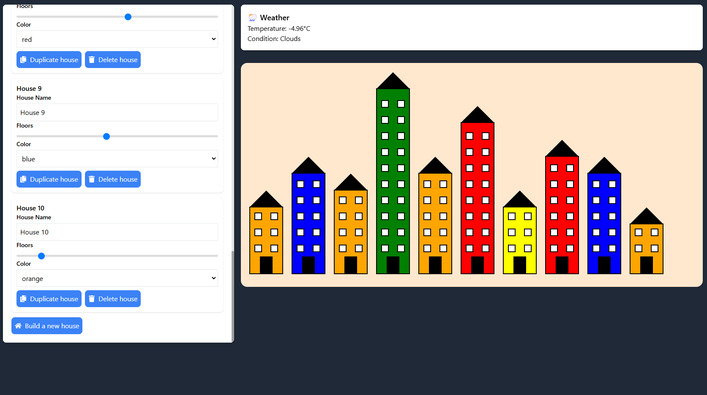 Floors
Color
red
Duplicate house
Delete house
House 9
House Name
House 9
Floors
Color
blue
Duplicate house
Delete house
House 10
House Name
House 10
Floors
Color
orange
Duplicate house
Delete house
Build a new house
Weather
Temperature: -4.96°C
Condition: Clouds